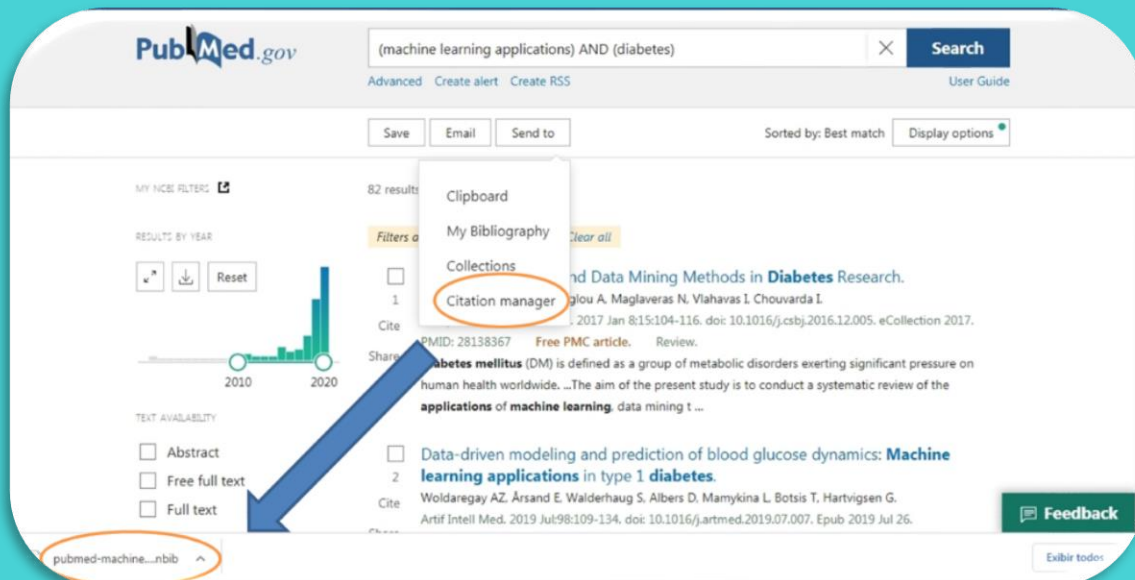 PubMed.gov
(machine learning applications) AND (diabetes)
Search
Advanced Create alert Create RSS
User Guide
Save Email Send to
Sorted by: Best match Display options
MY NCBI FILTERS
82 results
Clipboard
My Bibliography
Collections
Citation manager
RESULTS BY YEAR
Reset
2010 2020
Filters Clear all
1
nd Data Mining Methods in Diabetes Research.
glou A, Maglaveras N, Vlahavas I, Chouvarda I.
Cite
2017 Jan 8;15:104-116. doi: 10.1016/j.csbj.2016.12.005. eCollection 2017.
PMID: 28138367 Free PMC article. Review.
Share
abetes mellitus (DM) is defined as a group of metabolic disorders exerting significant pressure on
human health worldwide. ...The aim of the present study is to conduct a systematic review of the
applications of machine learning, data mining t ...
TEXT AVAILABILITY
Abstract
Free full text
Full text
2
Data-driven modeling and prediction of blood glucose dynamics: Machine
learning applications in type 1 diabetes.
Woldaregay AZ, Årsand E, Walderhaug S, Albers D, Mamykina L, Botsis T, Hartvigsen G.
Cite
Artif Intell Med. 2019 Jul;98:109-134. doi: 10.1016/j.artmed.2019.07.007. Epub 2019 Jul 26.
Feedback
pubmed-machine....nbib
Exibir todos